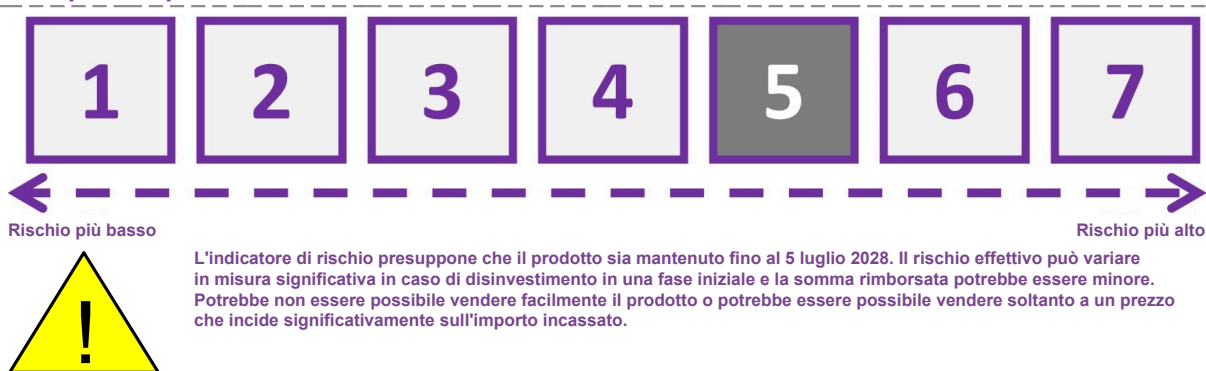 1 2 3 4 5 6 7
Rischio più basso Rischio più alto
L'indicatore di rischio presuppone che il prodotto sia mantenuto fino al 5 luglio 2028. Il rischio effettivo può variare
in misura significativa in caso di disinvestimento in una fase iniziale e la somma rimborsata potrebbe essere minore.
Potrebbe non essere possibile vendere facilmente il prodotto o potrebbe essere possibile vendere soltanto a un prezzo
che incide significativamente sull'importo incassato.
!